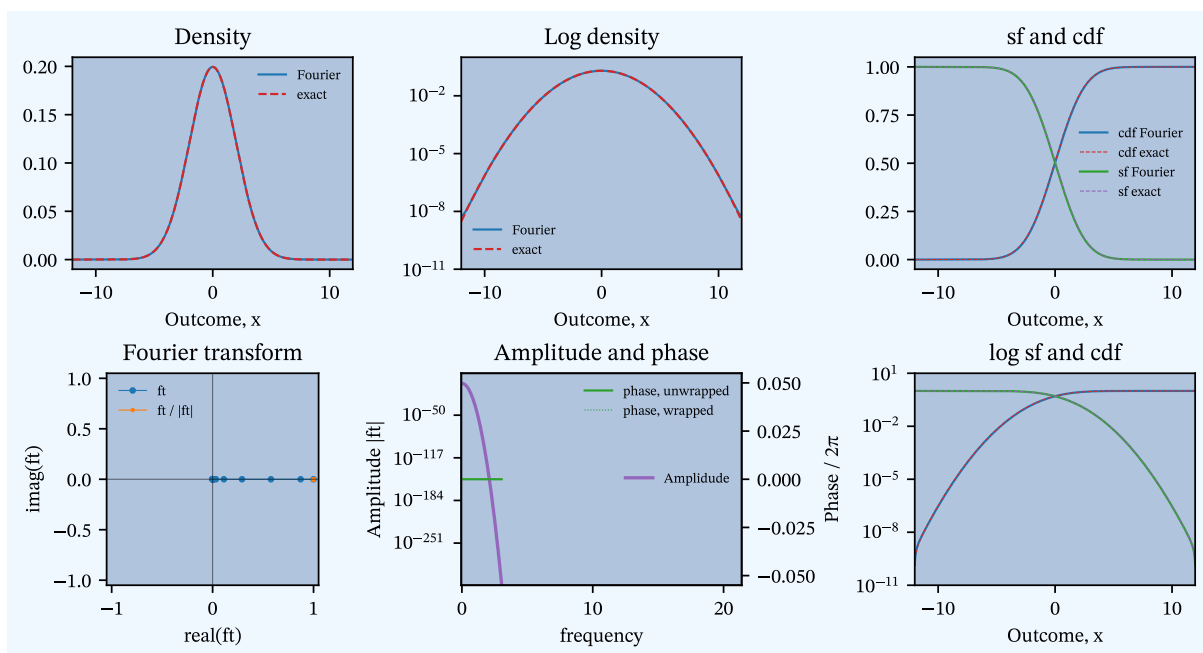 Density
0.20
0.15
0.10
0.05
0.00
Fourier
exact
−10
0
10
Outcome, x
Log density
10⁻²
10⁻⁵
10⁻⁸
10⁻¹¹
Fourier
exact
−10
0
10
Outcome, x
sf and cdf
1.00
0.75
0.50
0.25
0.00
cdf Fourier
cdf exact
sf Fourier
sf exact
−10
0
10
Outcome, x
Fourier transform
imag(ft)
1.0
0.5
0.0
−0.5
−1.0
ft
ft / |ft|
−1
0
1
real(ft)
Amplitude and phase
Amplitude |ft|
10⁻⁵⁰
10⁻¹¹⁷
10⁻¹⁸⁴
10⁻²⁵¹
phase, unwrapped
phase, wrapped
Amplidude
0
10
20
frequency
0.050
0.025
0.000
−0.025
−0.050
Phase / 2π
log sf and cdf
10¹
10⁻²
10⁻⁵
10⁻⁸
10⁻¹¹
−10
0
10
Outcome, x